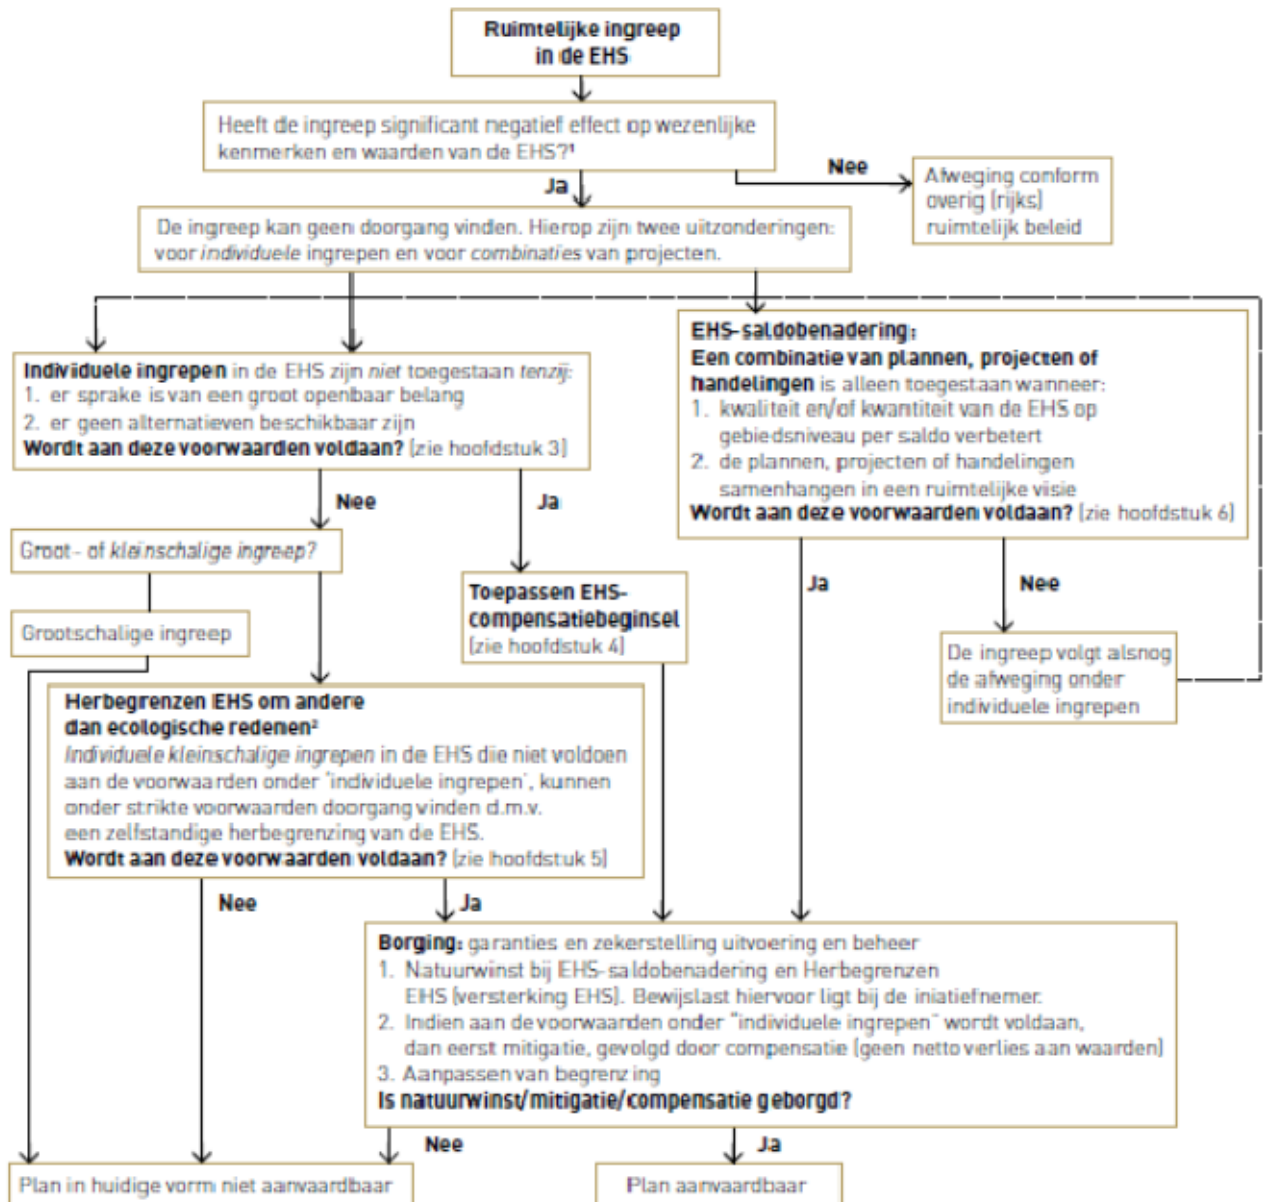 Ruimtelijke ingreep
in de EHS
Heeft de ingreep significant negatief effect op wezenlijke
kenmerken en waarden van de EHS?¹
Nee
Ja
Afweging conform
overig (rijks)
ruimtelijk beleid
De ingreep kan geen doorgang vinden. Hierop zijn twee uitzonderingen:
voor individuele ingrepen en voor combinaties van projecten.
Individuele ingrepen in de EHS zijn niet toegestaan tenzij:
1. er sprake is van een groot openbaar belang
2. er geen alternatieven beschikbaar zijn
Wordt aan deze voorwaarden voldaan? (zie hoofdstuk 3)
EHS-saldobenadering:
Een combinatie van plannen, projecten of
handelingen is alleen toegestaan wanneer:
1. kwaliteit en/of kwantiteit van de EHS op
gebiedsniveau per saldo verbetert
2. de plannen, projecten of handelingen
samenhangen in een ruimtelijke visie
Wordt aan deze voorwaarden voldaan? (zie hoofdstuk 6)
Nee
Ja
Groot- of kleinschalige ingreep?
Grootschalige ingreep
Toepassen EHS-
compensatiebeginsel
(zie hoofdstuk 4)
Ja
Nee
De ingreep volgt alsnog
de afweging onder
individuele ingrepen
Herbegrenzen EHS om andere
dan ecologische redenen²
Individuele kleinschalige ingrepen in de EHS die niet voldoen
aan de voorwaarden onder 'individuele ingrepen', kunnen
onder strikte voorwaarden doorgang vinden d.m.v.
een zelfstandige herbegrenzing van de EHS.
Wordt aan deze voorwaarden voldaan? (zie hoofdstuk 5)
Nee
Ja
Borging: garanties en zekerstelling uitvoering en beheer
1. Natuurwinst bij EHS-saldobenadering en Herbegrenzen
EHS (versterking EHS). Bewijslast hiervoor ligt bij de iniatiefnemer.
2. Indien aan de voorwaarden onder "individuele ingrepen" wordt voldaan,
dan eerst mitigatie, gevolgd door compensatie (geen netto verlies aan waarden)
3. Aanpassen van begrenzing
Is natuurwinst/mitigatie/compensatie geborgd?
Nee
Ja
Plan in huidige vorm niet aanvaardbaar
Plan aanvaardbaar